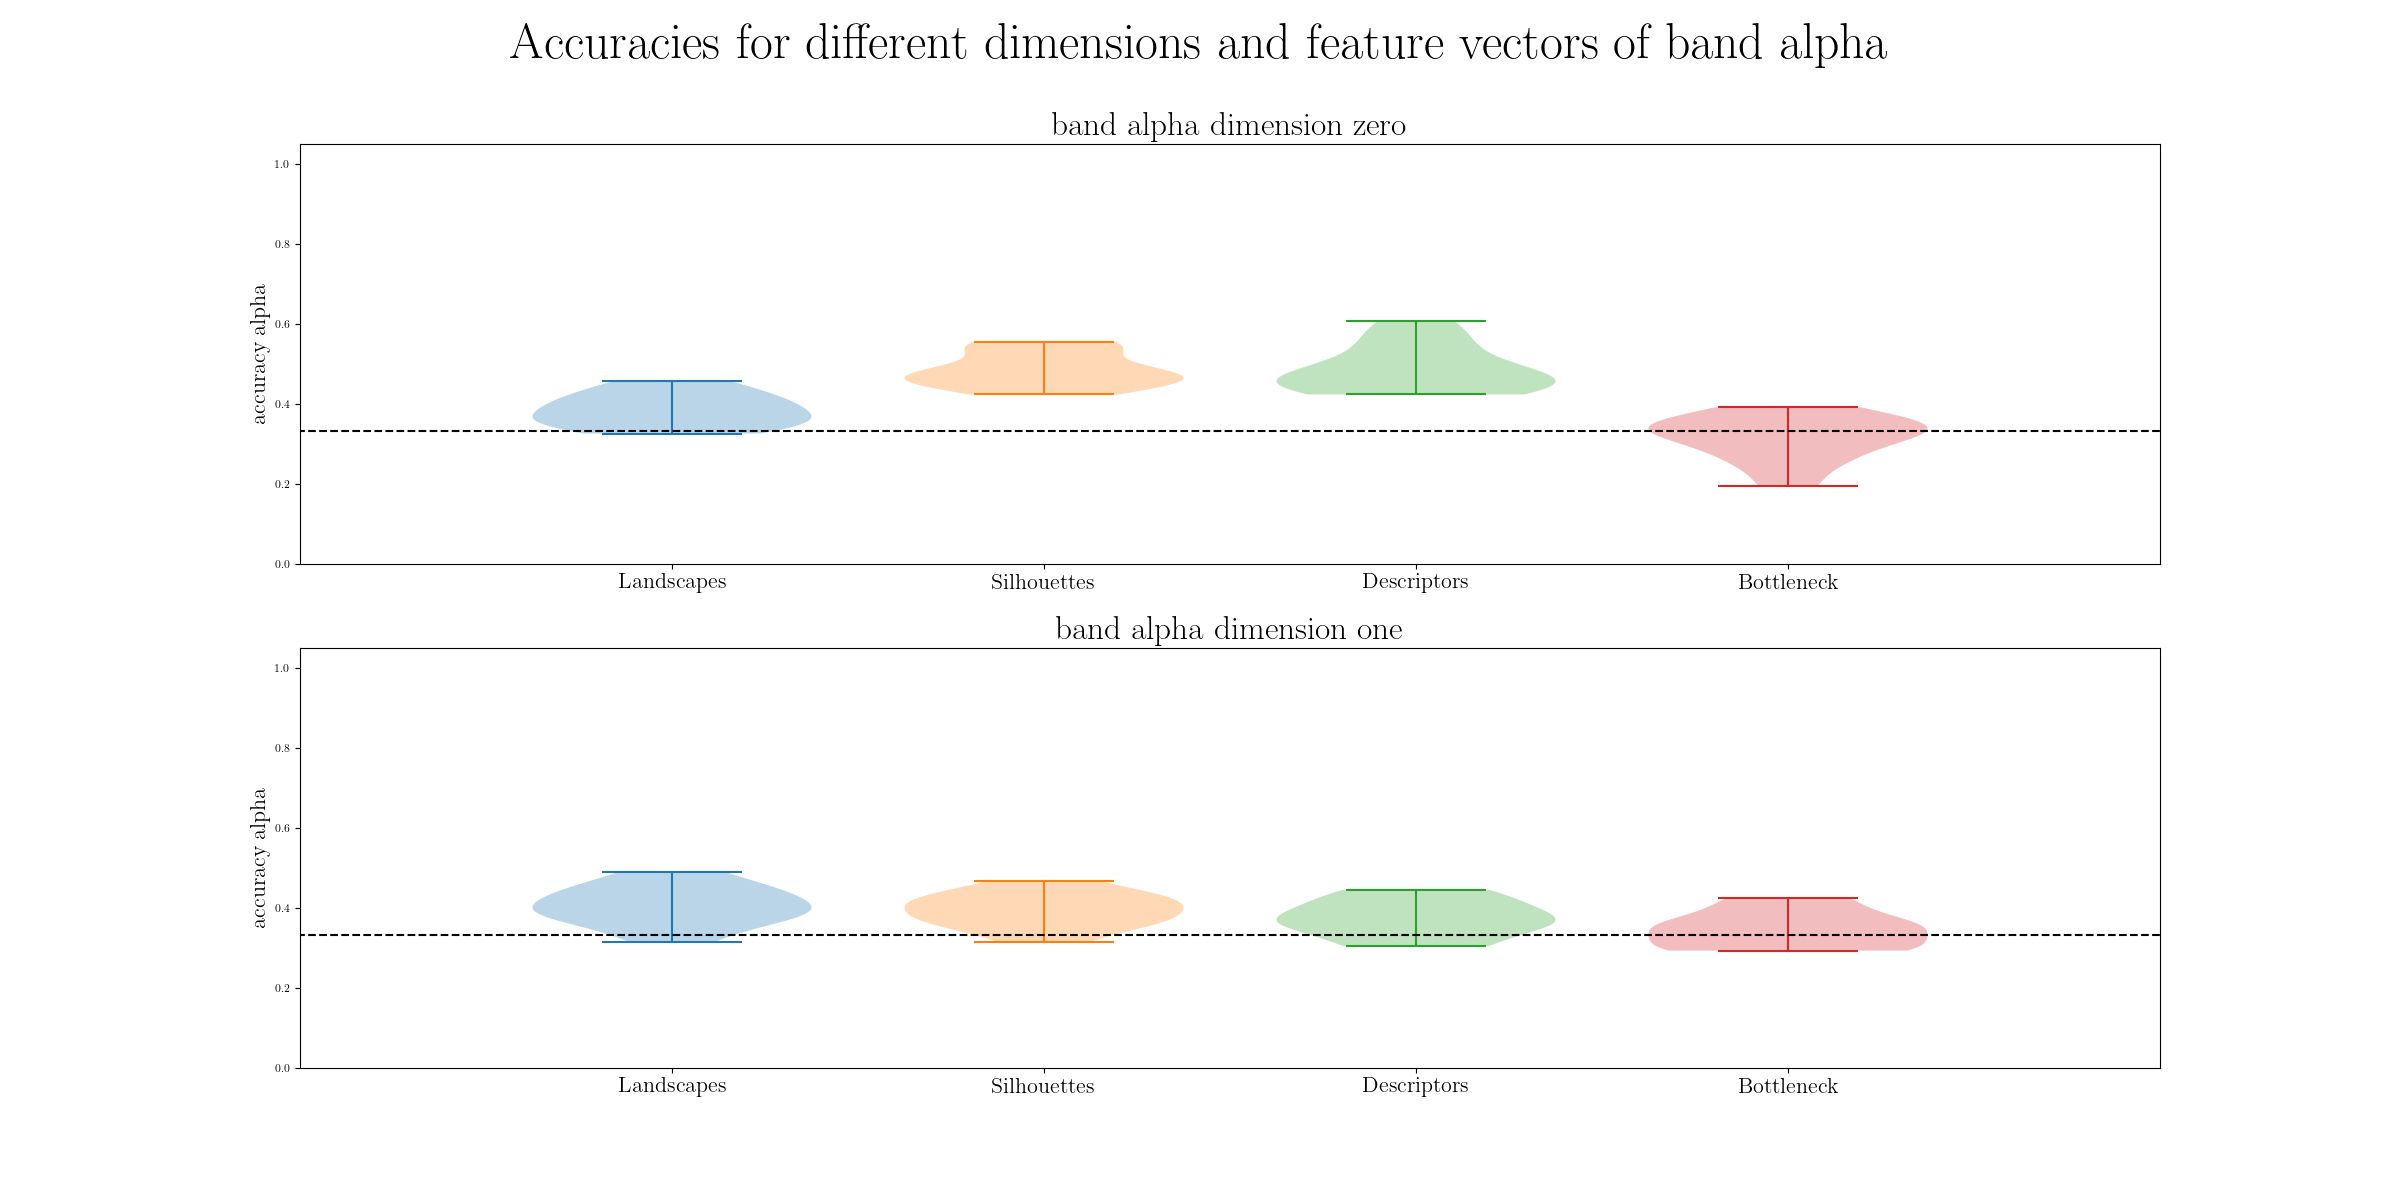 Accuracies for different dimensions and feature vectors of band alpha
band alpha dimension zero
accuracy alpha
1.0
0.8
0.6
0.4
0.2
0.0
Landscapes Silhouettes Descriptors Bottleneck
band alpha dimension one
accuracy alpha
1.0
0.8
0.6
0.4
0.2
0.0
Landscapes Silhouettes Descriptors Bottleneck